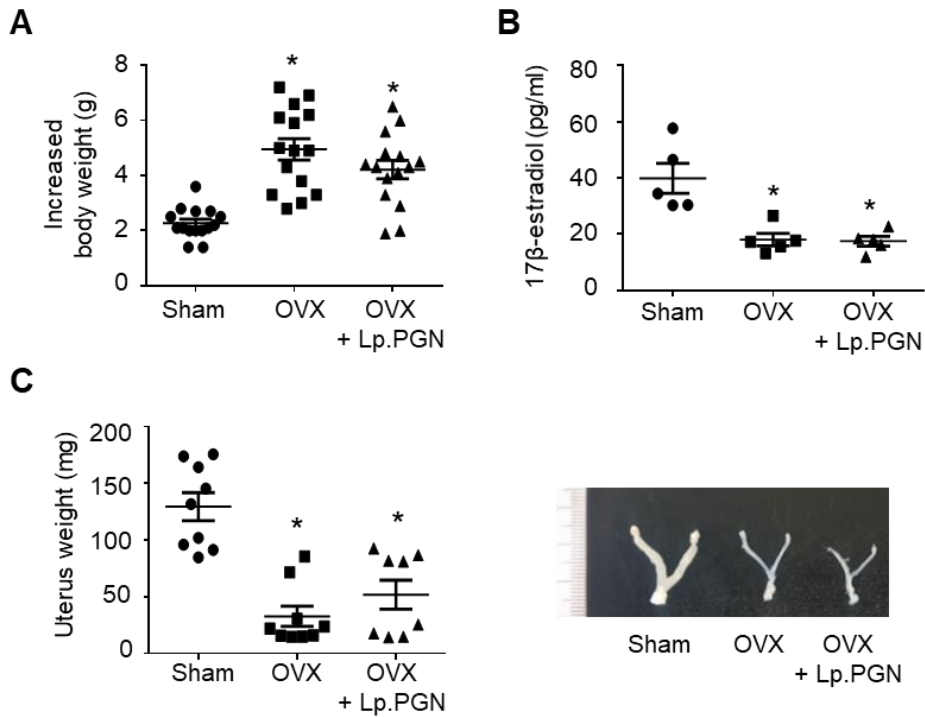 A
Increased
body weight (g)
8
6
4
2
0
*
*
Sham
OVX
OVX
+ Lp.PGN
B
17β-estradiol (pg/ml)
80
60
40
20
0
*
*
Sham
OVX
OVX
+ Lp.PGN
C
Uterus weight (mg)
200
150
100
50
0
*
*
Sham
OVX
OVX
+ Lp.PGN
Sham
OVX
OVX
+ Lp.PGN